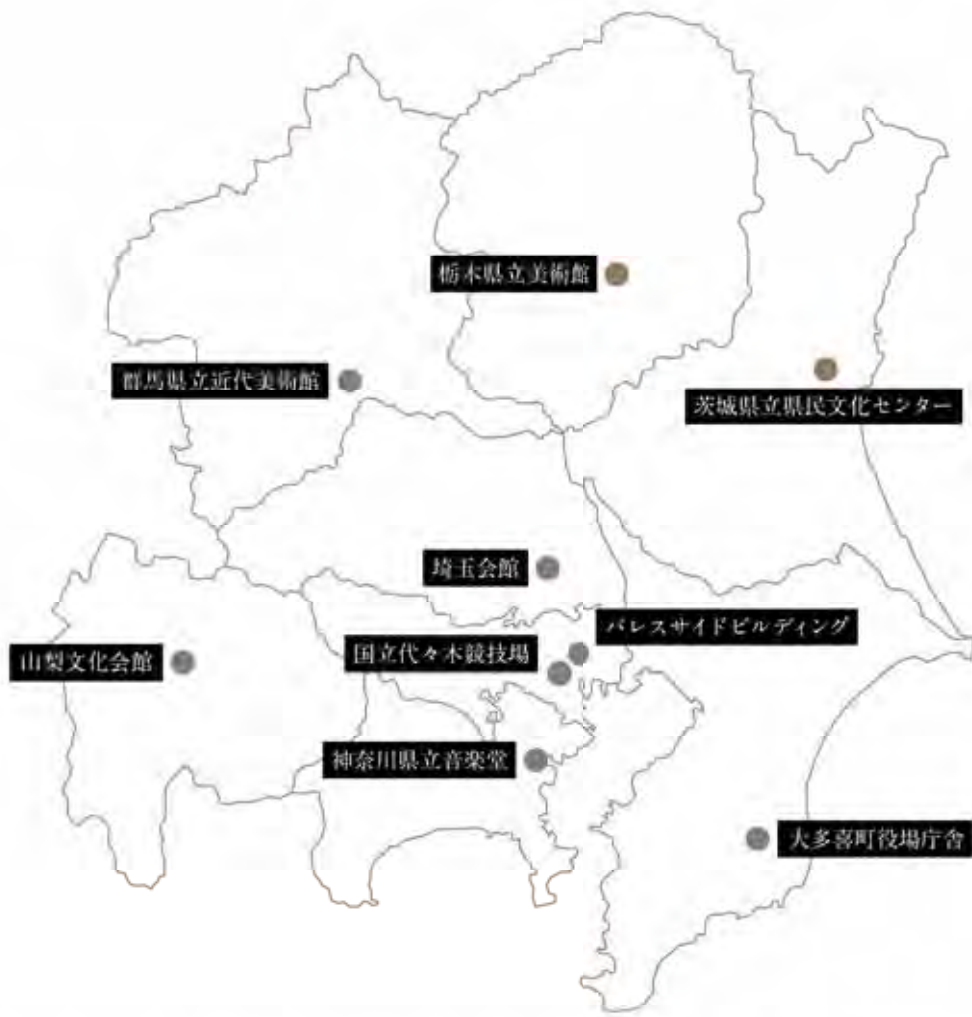 栃木県立美術館
群馬県立近代美術館
茨城県立県民文化センター
埼玉会館
パレスサイドビルディング
国立代々木競技場
山梨文化会館
神奈川県立音楽堂
大多喜町役場庁舎